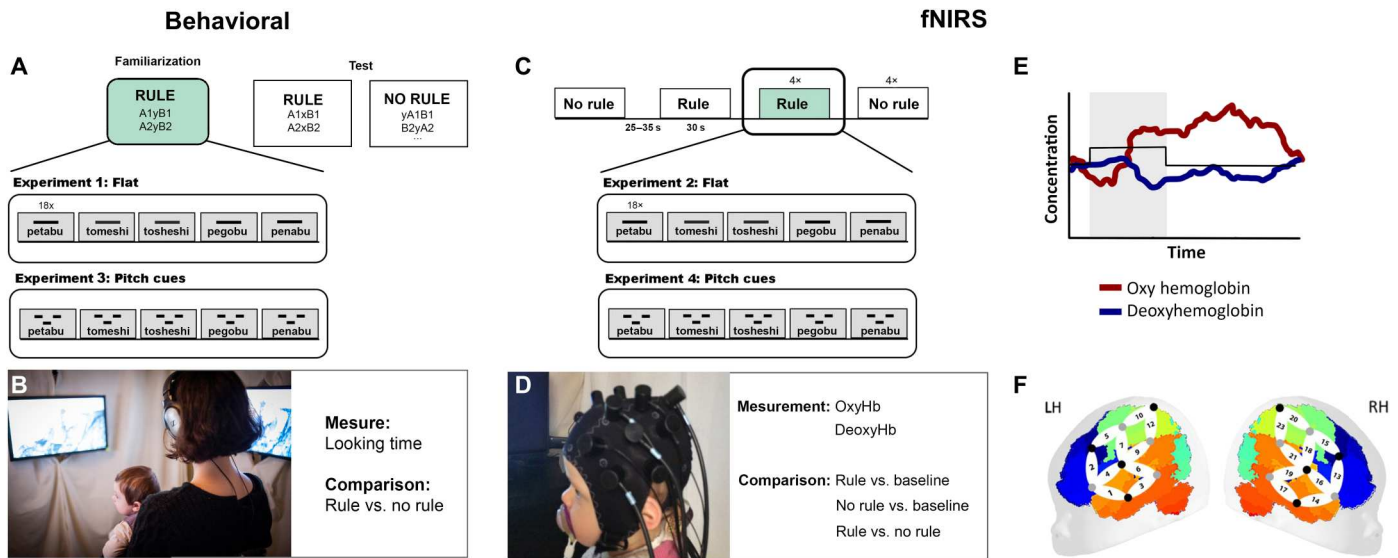 Behavioral
fNIRS
A
Familiarization
Test
RULE
A1yB1
A2yB2
RULE
A1xB1
A2xB2
NO RULE
yA1B1
B2yA2
...
Experiment 1: Flat
18x
petabu tomeshi tosheshi pegobu penabu
Experiment 3: Pitch cues
petabu tomeshi tosheshi pegobu penabu
B
Mesure:
Looking time
Comparison:
Rule vs. no rule
C
4×
4×
No rule Rule Rule No rule
25–35 s 30 s
Experiment 2: Flat
18×
petabu tomeshi tosheshi pegobu penabu
Experiment 4: Pitch cues
petabu tomeshi tosheshi pegobu penabu
D
Mesurement: OxyHb
DeoxyHb
Comparison: Rule vs. baseline
No rule vs. baseline
Rule vs. no rule
E
Concentration
Time
Oxy hemoglobin
Deoxyhemoglobin
F
LH
RH
10
5
12
7
2
9
4
6
1
3
20
23
15
18
21
19
13
16
17
14